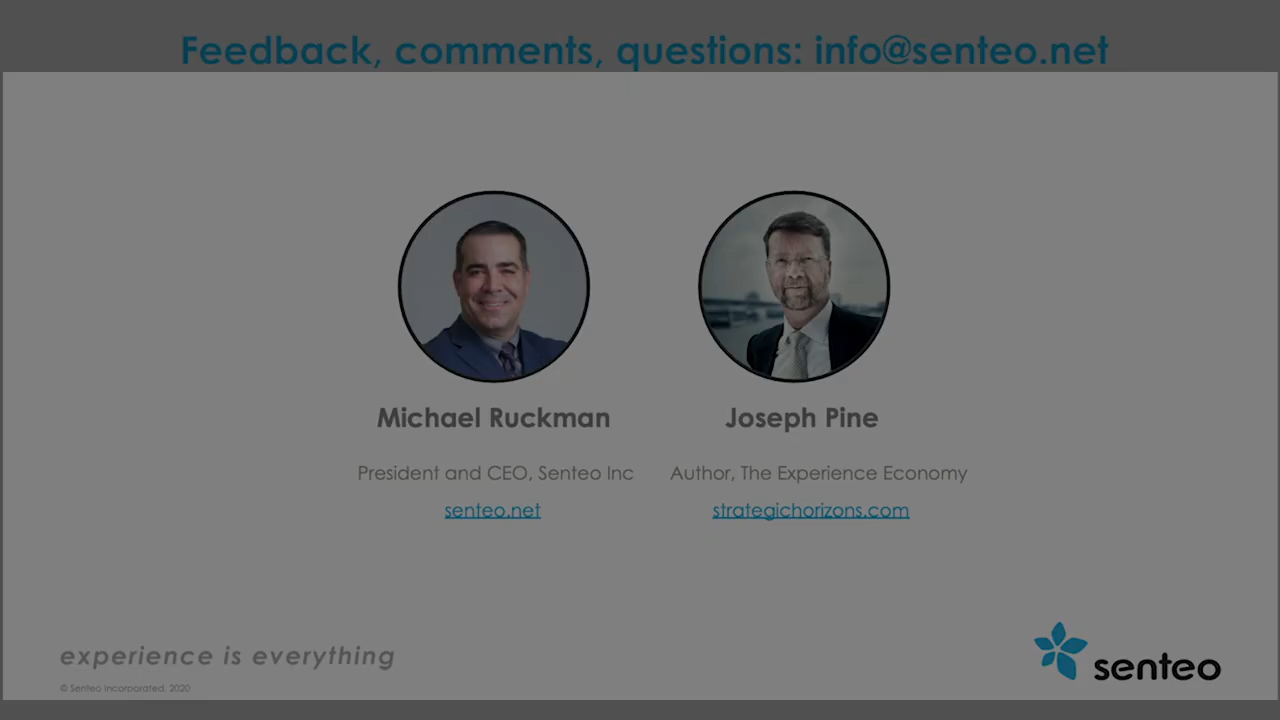 Feedback, comments, questions: info@senteo.net
Michael Ruckman
President and CEO, Senteo Inc
senteo.net
Joseph Pine
Author, The Experience Economy
strategichorizons.com
experience is everything
© Senteo Incorporated, 2020
senteo